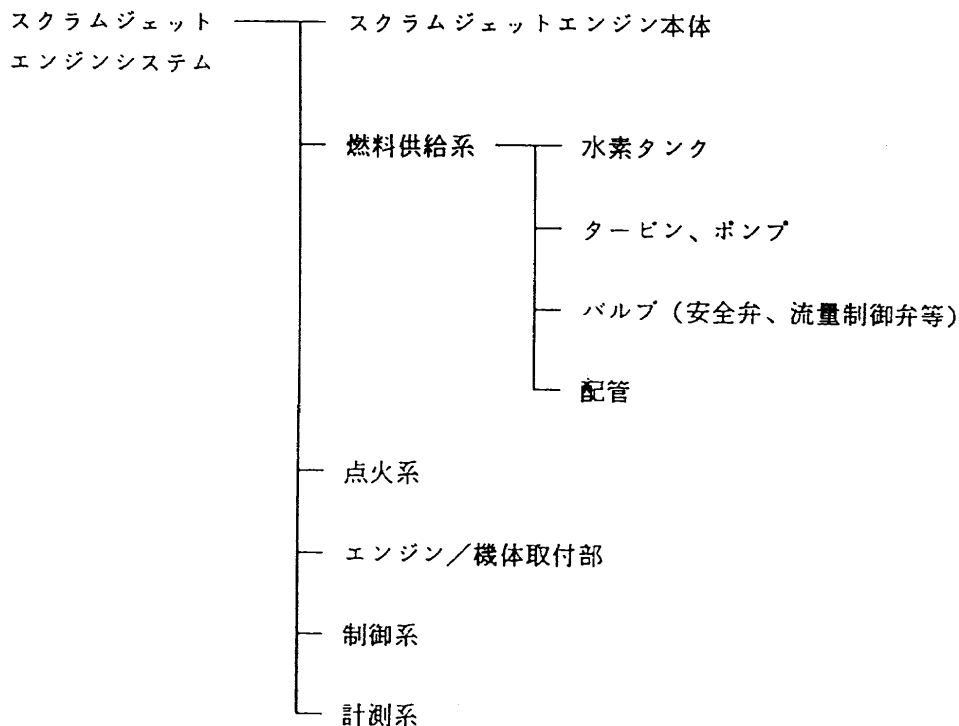 スクラムジェット
エンジンシステム
スクラムジェットエンジン本体
燃料供給系
水素タンク
タービン、ポンプ
バルブ（安全弁、流量制御弁等）
配管
点火系
エンジン／機体取付部
制御系
計測系